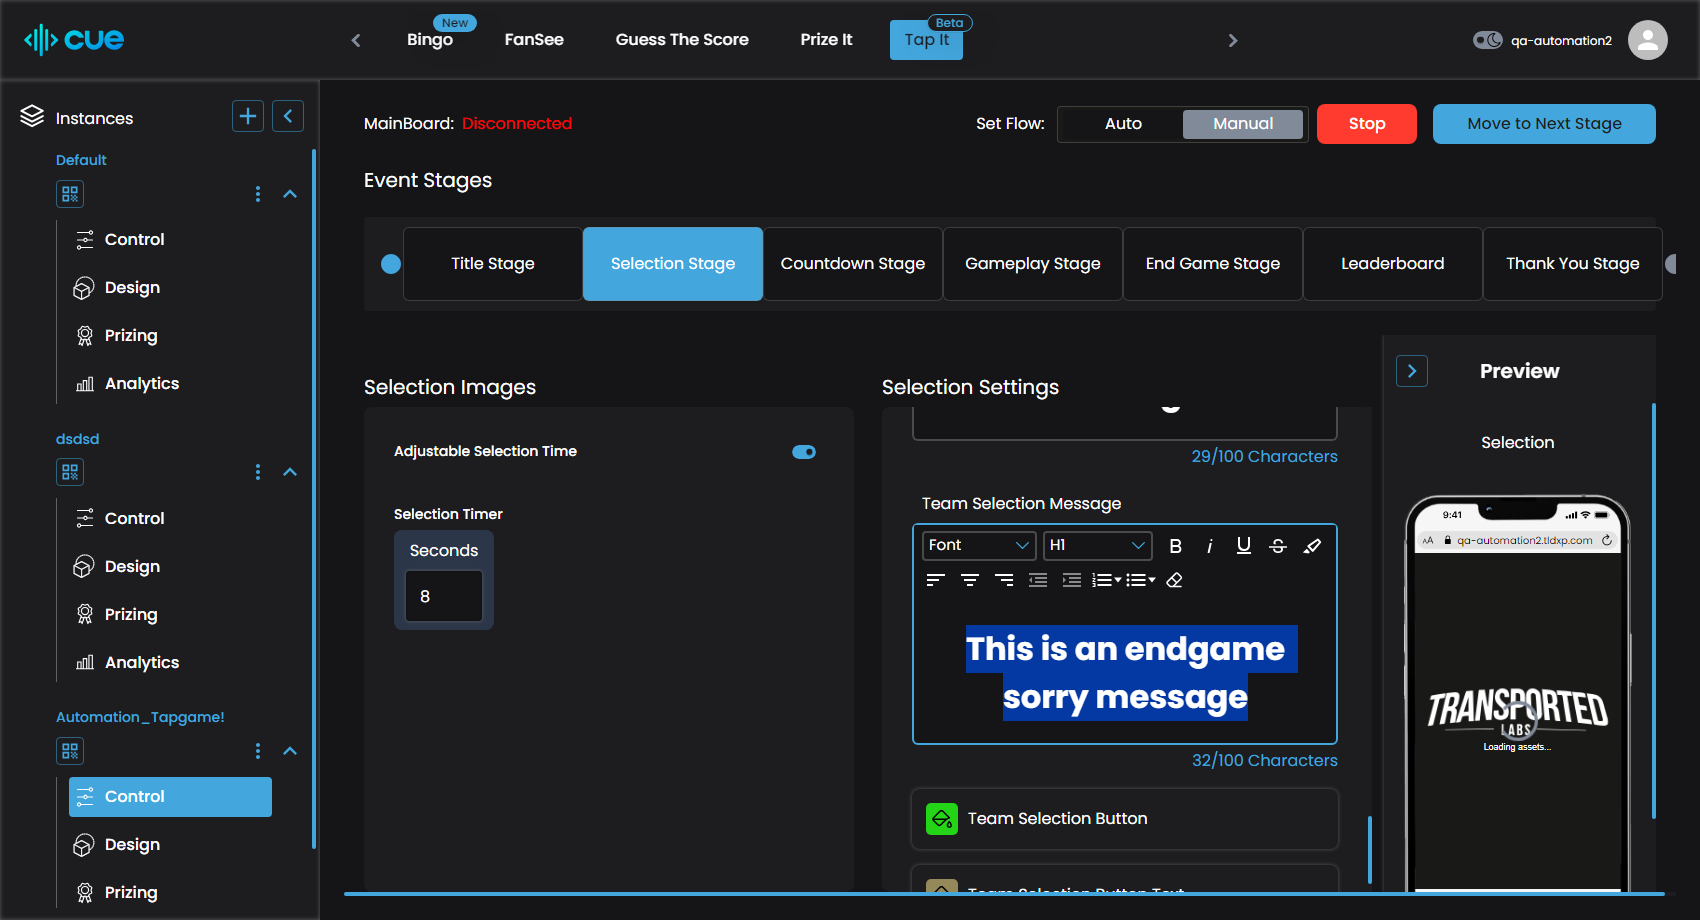 cue
New
Bingo
FanSee
Guess The Score
Prize It
Beta
Tap It
qa-automation2
Instances
Default
Control
Design
Prizing
Analytics
dsdsd
Control
Design
Prizing
Analytics
Automation_Tapgame!
Control
Design
Prizing
MainBoard: Disconnected
Set Flow:
Auto
Manual
Stop
Move to Next Stage
Event Stages
Title Stage
Selection Stage
Countdown Stage
Gameplay Stage
End Game Stage
Leaderboard
Thank You Stage
Selection Images
Adjustable Selection Time
Selection Timer
Seconds
8
Selection Settings
29/100 Characters
Team Selection Message
Font
H1
B
i
U
S
This is an endgame
sorry message
32/100 Characters
Team Selection Button
Team Selection Button Text
Preview
Selection
9:41
AA
qa-automation2.tldxp.com
TRANSPORTED
LABS
Loading assets...